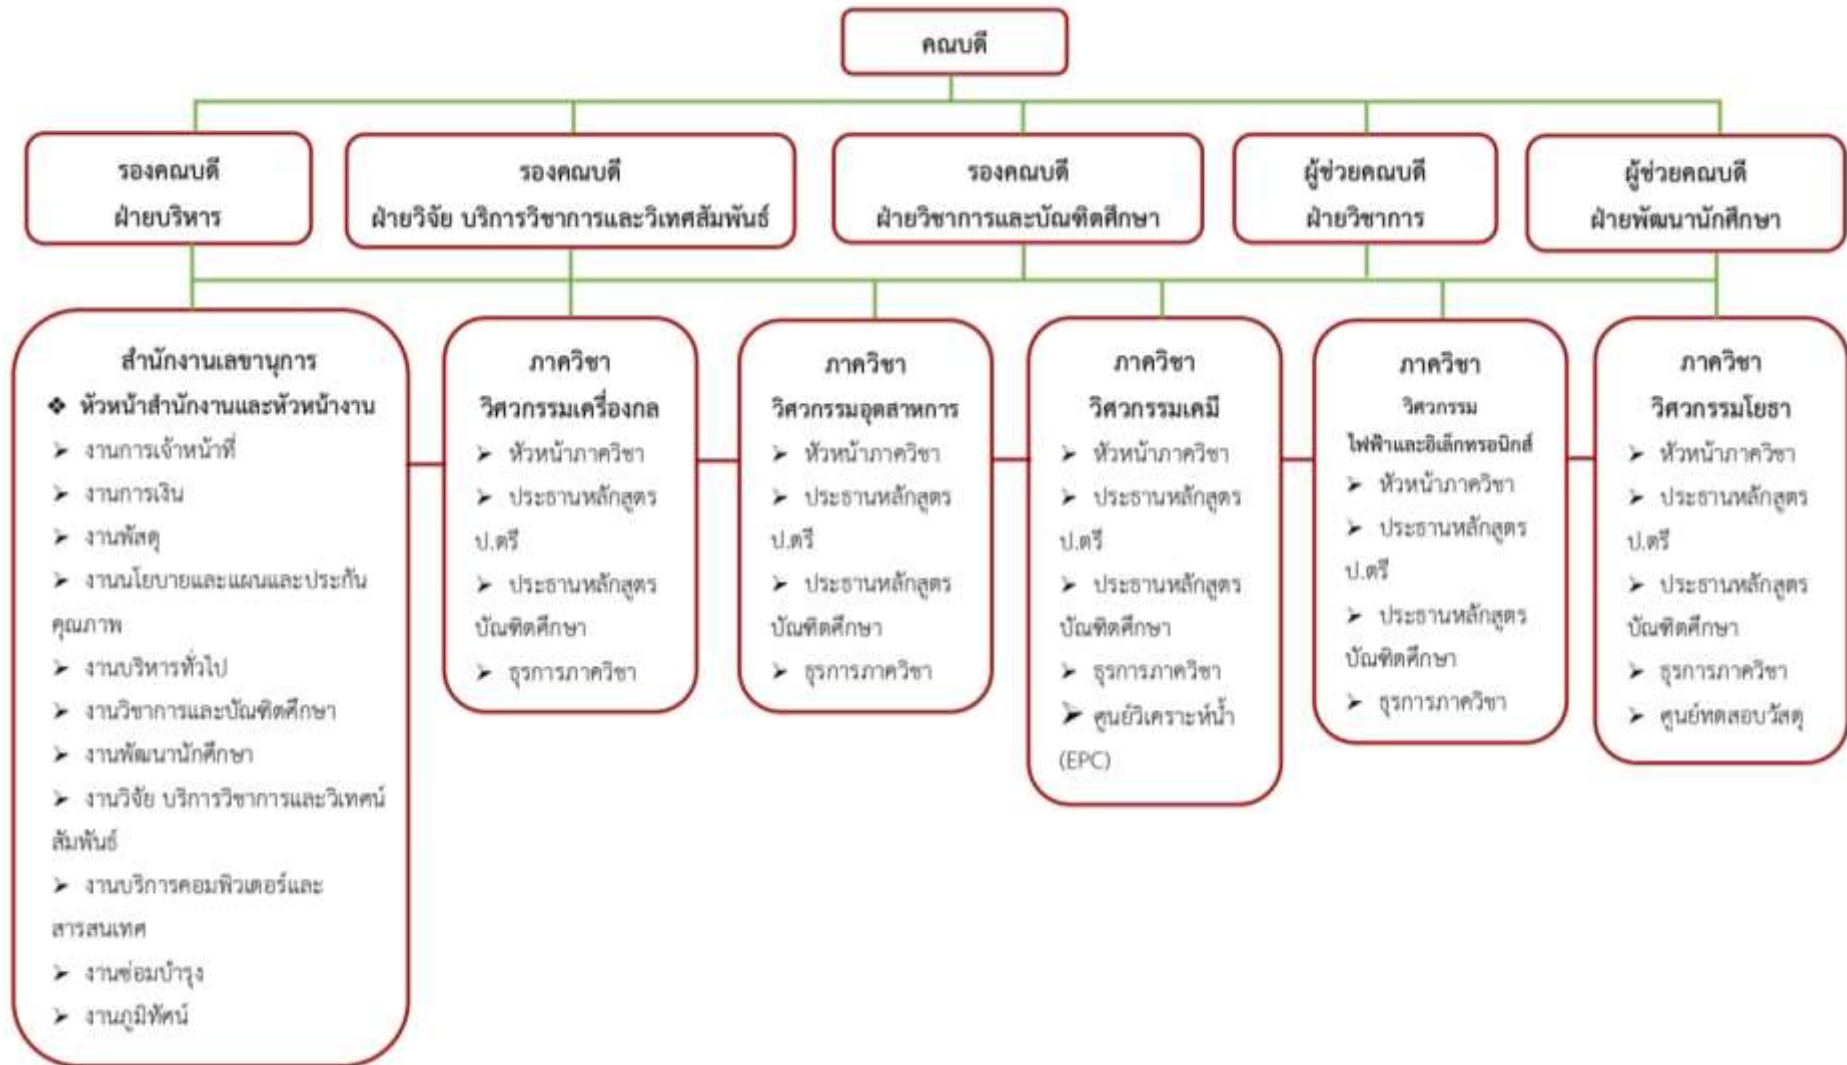 คณบดี
รองคณบดี
ฝ่ายบริหาร
รองคณบดี
ฝ่ายวิจัย บริการวิชาการและวิเทศสัมพันธ์
รองคณบดี
ฝ่ายวิชาการและบัณฑิตศึกษา
ผู้ช่วยคณบดี
ฝ่ายวิชาการ
ผู้ช่วยคณบดี
ฝ่ายพัฒนานักศึกษา
สำนักงานเลขานุการ
❖ หัวหน้าสำนักงานและหัวหน้างาน
➢ งานการเจ้าหน้าที่
➢ งานการเงิน
➢ งานพัสดุ
➢ งานนโยบายและแผนและประกัน
คุณภาพ
➢ งานบริหารทั่วไป
➢ งานวิชาการและบัณฑิตศึกษา
➢ งานพัฒนานักศึกษา
➢ งานวิจัย บริการวิชาการและวิเทศน์
สัมพันธ์
➢ งานบริการคอมพิวเตอร์และ
สารสนเทศ
➢ งานซ่อมบำรุง
➢ งานภูมิทัศน์
ภาควิชา
วิศวกรรมเครื่องกล
➢ หัวหน้าภาควิชา
➢ ประธานหลักสูตร
ป.ตรี
➢ ประธานหลักสูตร
บัณฑิตศึกษา
➢ ธุรการภาควิชา
ภาควิชา
วิศวกรรมอุตสาหการ
➢ หัวหน้าภาควิชา
➢ ประธานหลักสูตร
ป.ตรี
➢ ประธานหลักสูตร
บัณฑิตศึกษา
➢ ธุรการภาควิชา
ภาควิชา
วิศวกรรมเคมี
➢ หัวหน้าภาควิชา
➢ ประธานหลักสูตร
ป.ตรี
➢ ประธานหลักสูตร
บัณฑิตศึกษา
➢ ธุรการภาควิชา
➢ ศูนย์วิเคราะห์น้ำ
(EPC)
ภาควิชา
วิศวกรรม
ไฟฟ้าและอิเล็กทรอนิกส์
➢ หัวหน้าภาควิชา
➢ ประธานหลักสูตร
ป.ตรี
➢ ประธานหลักสูตร
บัณฑิตศึกษา
➢ ธุรการภาควิชา
ภาควิชา
วิศวกรรมโยธา
➢ หัวหน้าภาควิชา
➢ ประธานหลักสูตร
ป.ตรี
➢ ประธานหลักสูตร
บัณฑิตศึกษา
➢ ธุรการภาควิชา
➢ ศูนย์ทดสอบวัสดุ